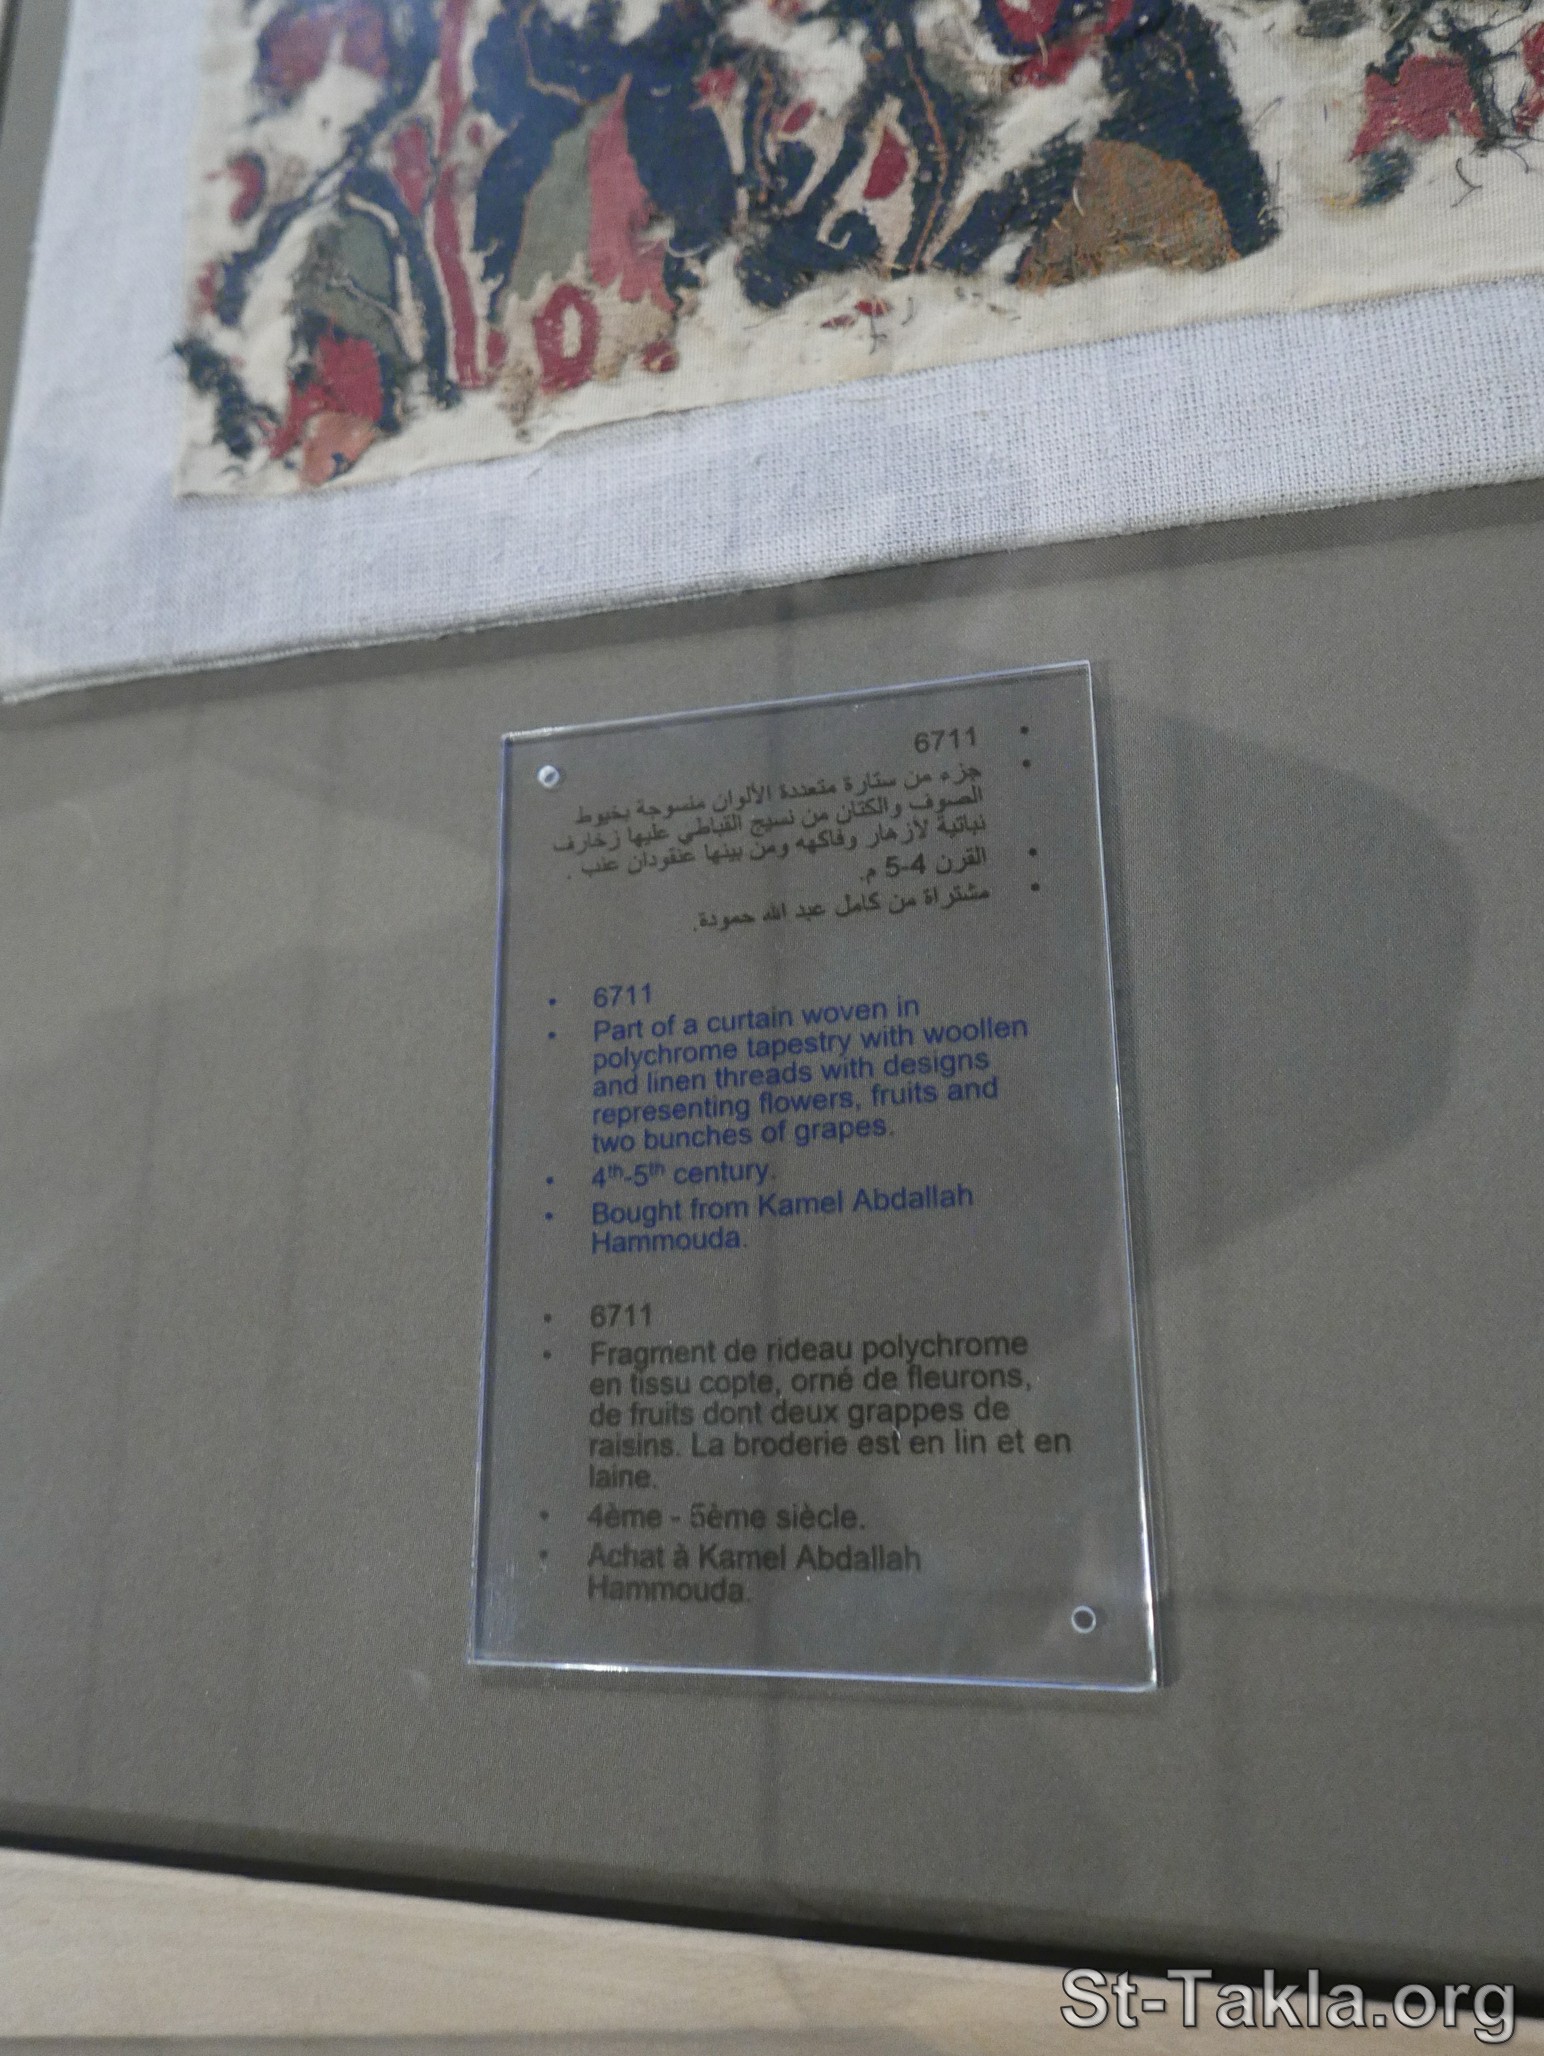 • 6711
• جزء من ستارة متعددة الألوان منسوجة بخيوط
الصوف والكتان من نسيج القباطي عليها زخارف
نباتية لأزهار وفاكهه ومن بينها عنقودان عنب .
• القرن 4-5 م.
• مشتراة من كامل عبد الله حمودة.
• 6711
• Part of a curtain woven in
polychrome tapestry with woollen
and linen threads with designs
representing flowers, fruits and
two bunches of grapes.
• 4th-5th century.
• Bought from Kamel Abdallah
Hammouda.
• 6711
• Fragment de rideau polychrome
en tissu copte, orné de fleurons,
de fruits dont deux grappes de
raisins. La broderie est en lin et en
laine.
• 4ème - 5ème siècle.
• Achat à Kamel Abdallah
Hammouda.
St-Takla.org